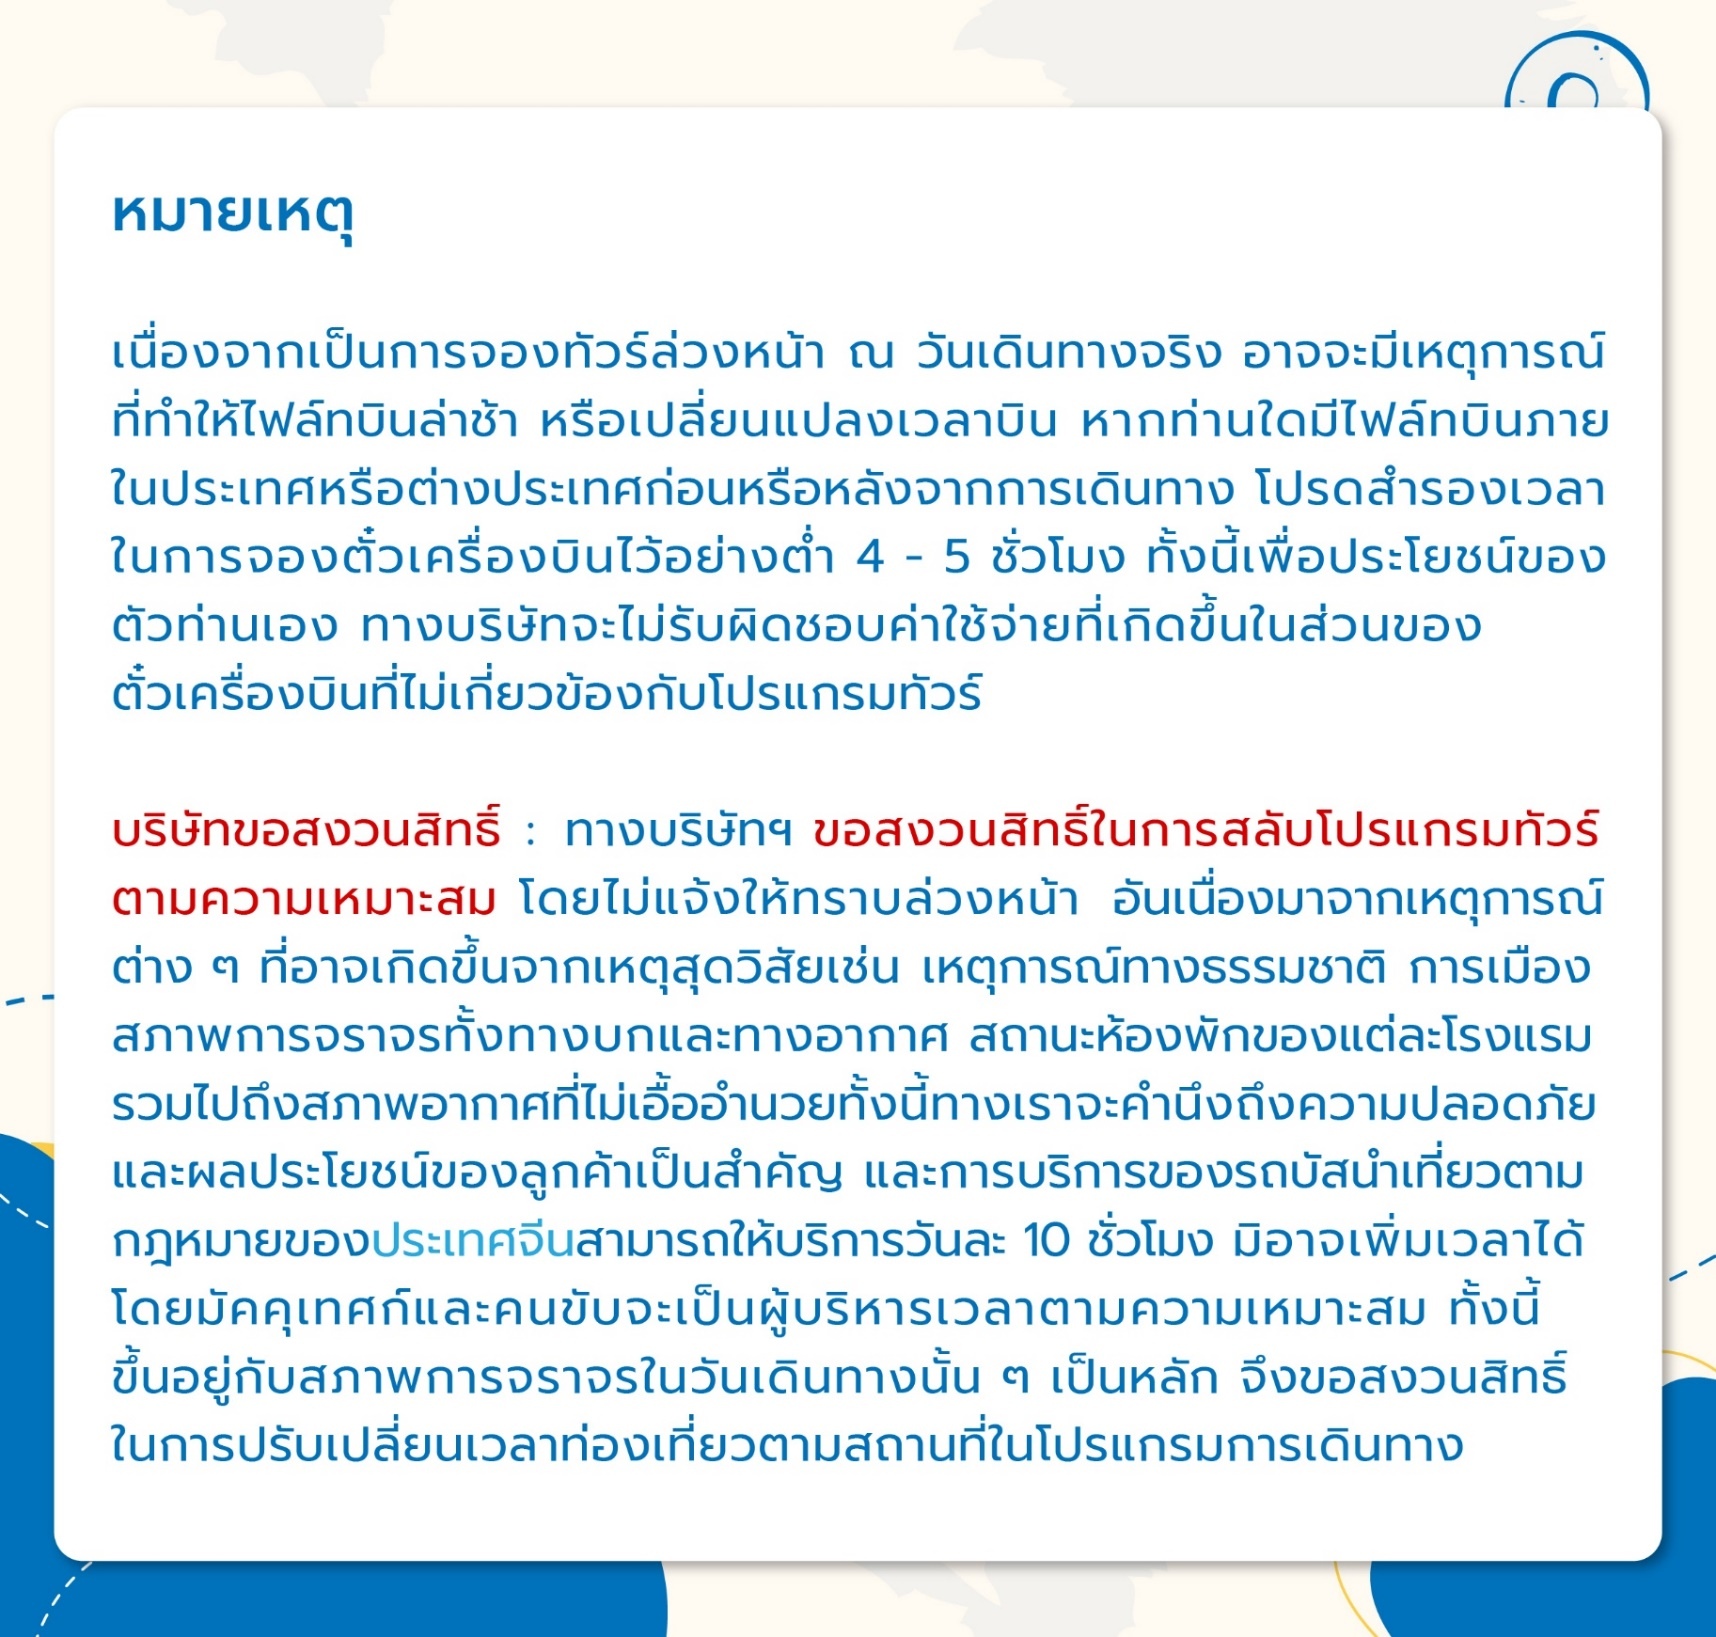 หมายเหตุ
เนื่องจากเป็นการจองทัวร์ล่วงหน้า ณ วันเดินทางจริง อาจจะมีเหตุการณ์
ที่ทำให้ไฟล์ทบินล่าช้า หรือเปลี่ยนแปลงเวลาบิน หากท่านใดมีไฟล์ทบินภาย
ในประเทศหรือต่างประเทศก่อนหรือหลังจากการเดินทาง โปรดสำรองเวลา
ในการจองตั๋วเครื่องบินไว้อย่างต่ำ 4 - 5 ชั่วโมง ทั้งนี้เพื่อประโยชน์ของ
ตัวท่านเอง ทางบริษัทจะไม่รับผิดชอบค่าใช้จ่ายที่เกิดขึ้นในส่วนของ
ตั๋วเครื่องบินที่ไม่เกี่ยวข้องกับโปรแกรมทัวร์
บริษัทขอสงวนสิทธิ์ : ทางบริษัทฯ ขอสงวนสิทธิ์ในการสลับโปรแกรมทัวร์
ตามความเหมาะสม โดยไม่แจ้งให้ทราบล่วงหน้า อันเนื่องมาจากเหตุการณ์
ต่าง ๆ ที่อาจเกิดขึ้นจากเหตุสุดวิสัยเช่น เหตุการณ์ทางธรรมชาติ การเมือง
สภาพการจราจรทั้งทางบกและทางอากาศ สถานะห้องพักของแต่ละโรงแรม
รวมไปถึงสภาพอากาศที่ไม่เอื้ออำนวยทั้งนี้ทางเราจะคำนึงถึงความปลอดภัย
และผลประโยชน์ของลูกค้าเป็นสำคัญ และการบริการของรถบัสนำเที่ยวตาม
กฎหมายของประเทศจีนสามารถให้บริการวันละ 10 ชั่วโมง มิอาจเพิ่มเวลาได้
โดยมัคคุเทศก์และคนขับจะเป็นผู้บริหารเวลาตามความเหมาะสม ทั้งนี้
ขึ้นอยู่กับสภาพการจราจรในวันเดินทางนั้น ๆ เป็นหลัก จึงขอสงวนสิทธิ์
ในการปรับเปลี่ยนเวลาท่องเที่ยวตามสถานที่ในโปรแกรมการเดินทาง